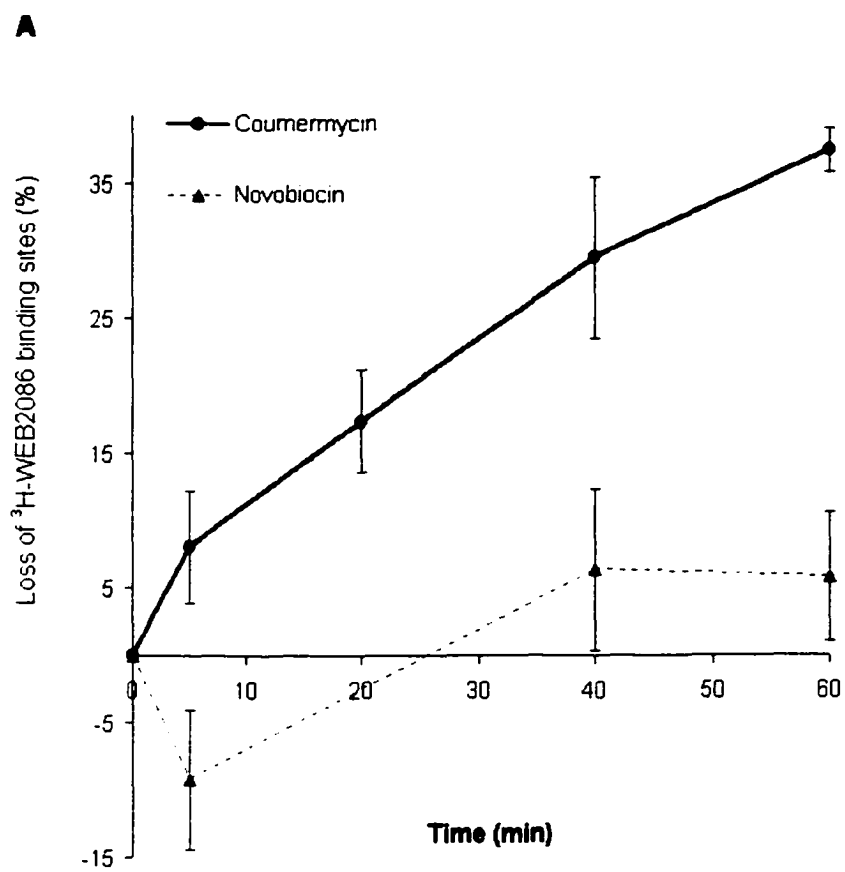 A
Coumermycin
Novobiocin
Loss of ³H-WEB2086 binding sites (%)
35
25
15
5
-5
-15
0 10 20 30 40 50 60
Time (min)